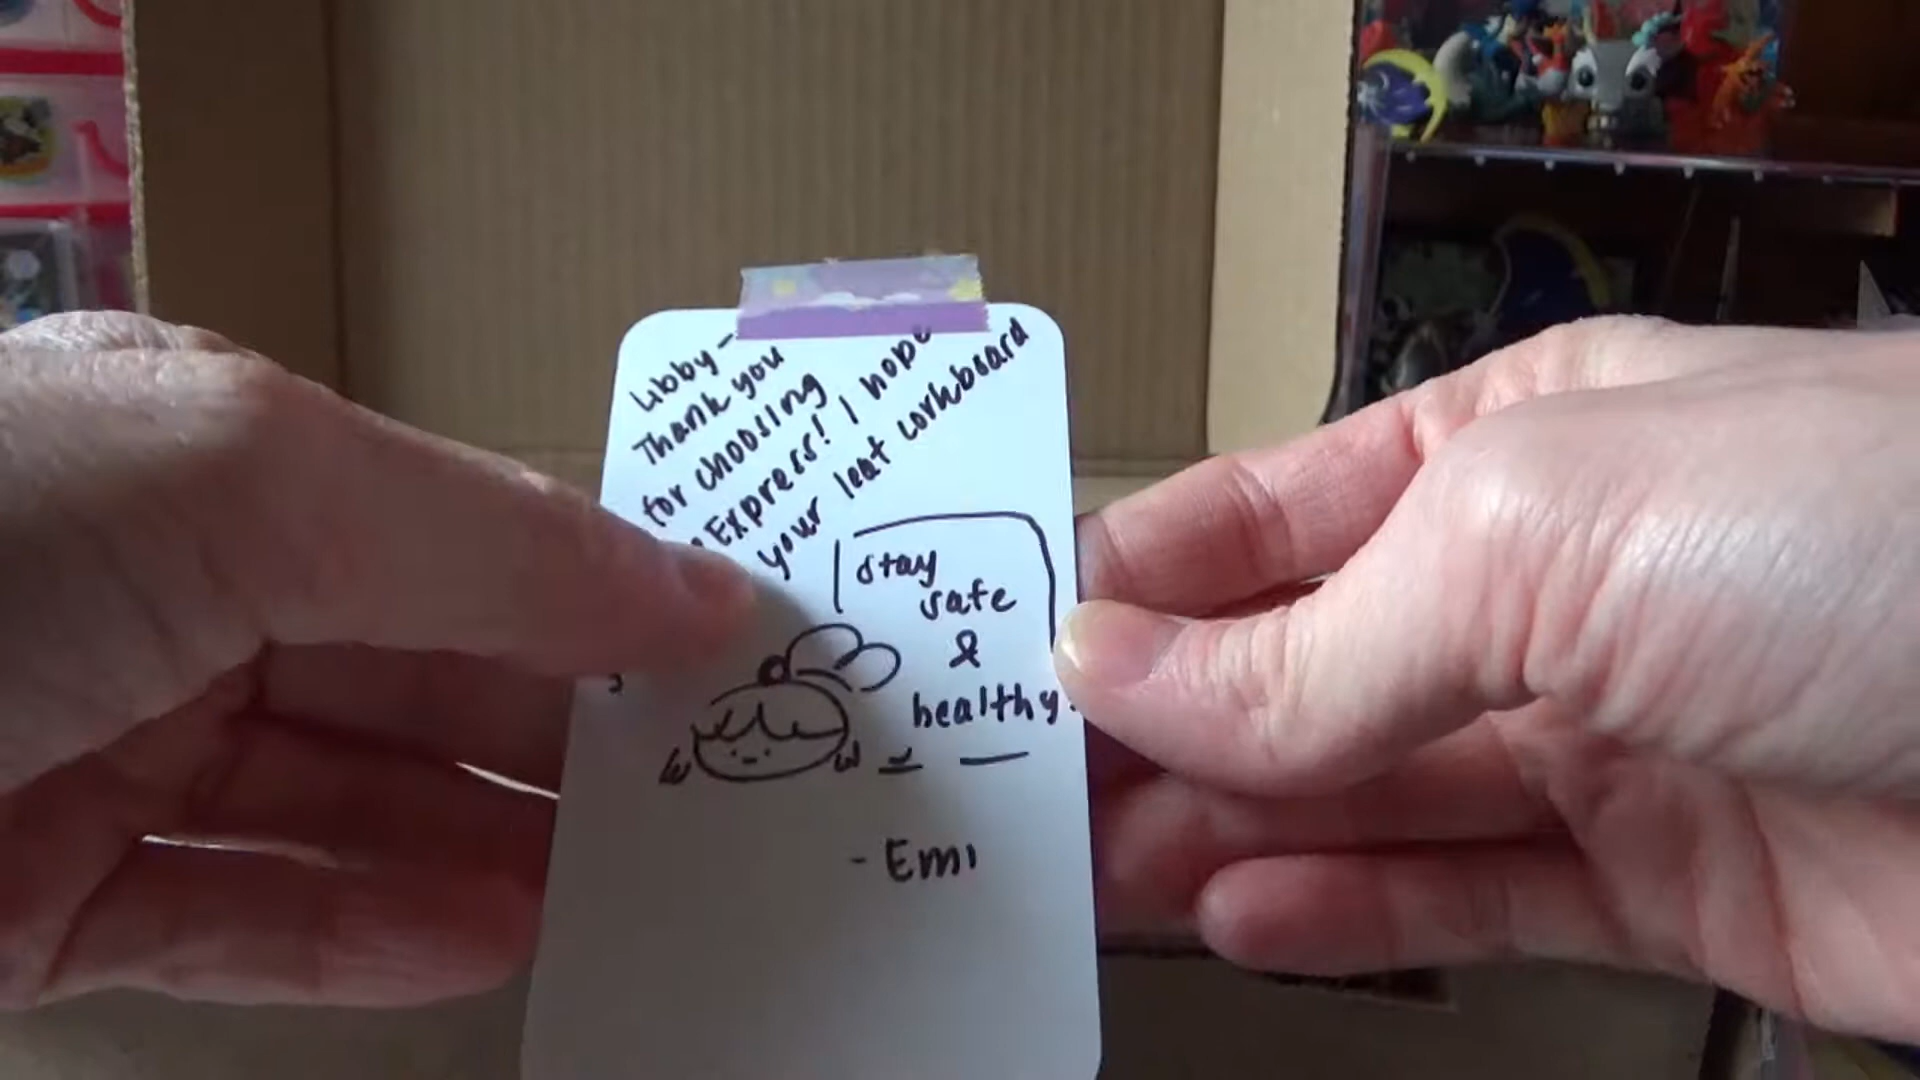 Libby -
Thank you
for choosing
Express! I hope
your leaf corkboard
stay
safe
&
healthy!
- Emi